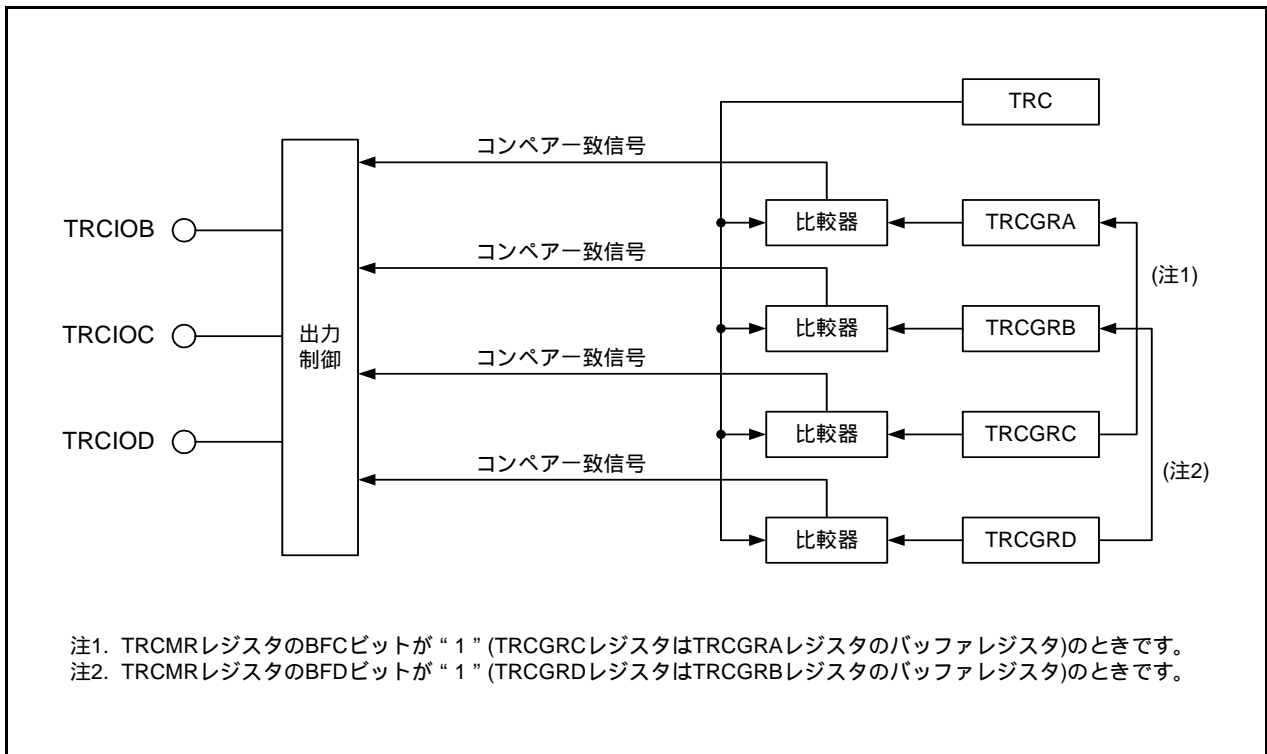 TRC
コンペア一致信号
比較器
TRCGRA
TRCIOB
コンペア一致信号
(注1)
比較器
TRCGRB
TRCIOC
出力
制御
コンペア一致信号
比較器
TRCGRC
TRCIOD
コンペア一致信号
(注2)
比較器
TRCGRD
注1. TRCMRレジスタのBFCビットが“1”(TRCGRCレジスタはTRCGRAレジスタのバッファレジスタ)のときです。
注2. TRCMRレジスタのBFDビットが“1”(TRCGRDレジスタはTRCGRBレジスタのバッファレジスタ)のときです。